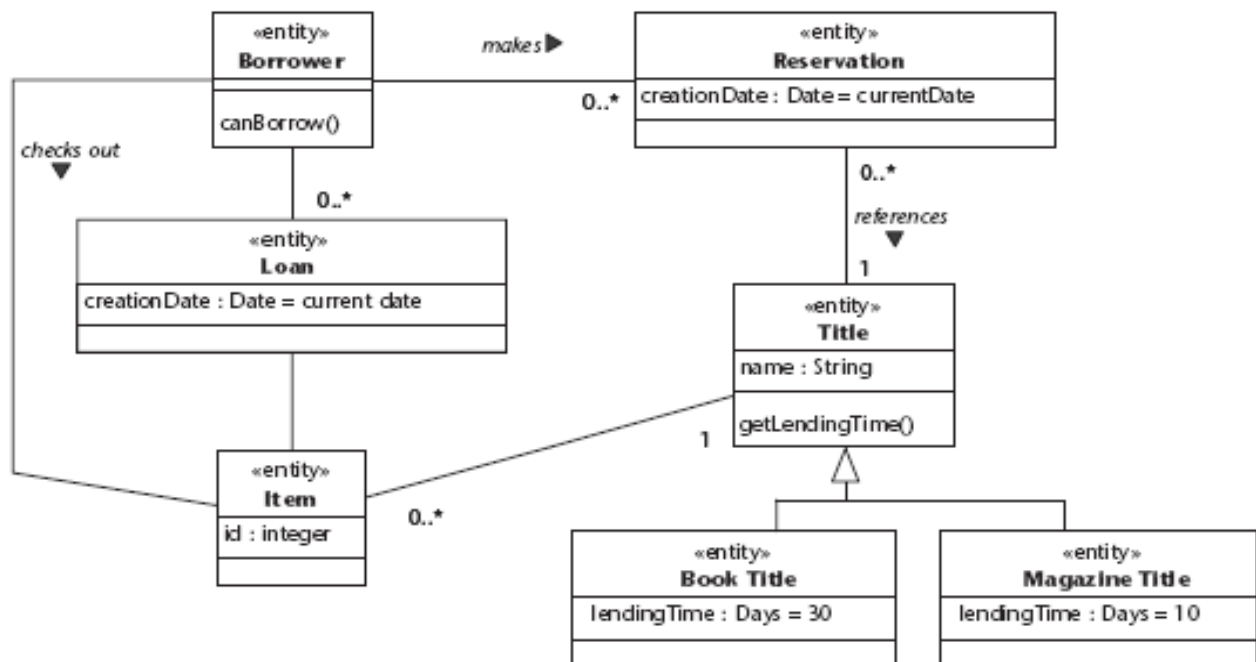 «entity»
Borrower
canBorrow()
makes ▶
0..*
«entity»
Reservation
creationDate : Date = currentDate
checks out
▼
0..*
0..*
references
▼
1
«entity»
Loan
creationDate : Date = current date
«entity»
Title
name : String
getLendingTime()
1
0..*
«entity»
Item
id : integer
«entity»
Book Title
lendingTime : Days = 30
«entity»
Magazine Title
lendingTime : Days = 10